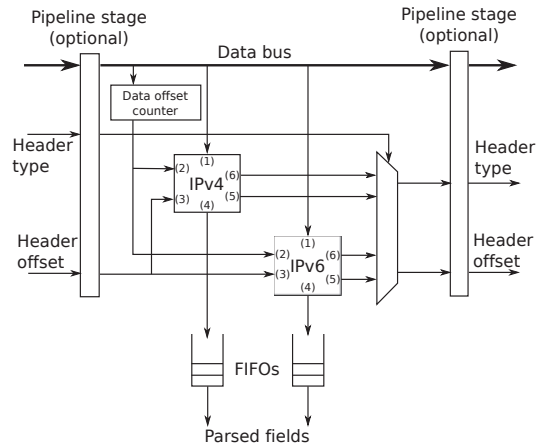 Pipeline stage
(optional)
Pipeline stage
(optional)
Data bus
Data offset
counter
Header
type
(1)
(2)
(6)
IPv4
(3)
(5)
(4)
Header
type
Header
offset
(1)
(2)
(6)
IPv6
(3)
(5)
(4)
Header
offset
FIFOs
Parsed fields